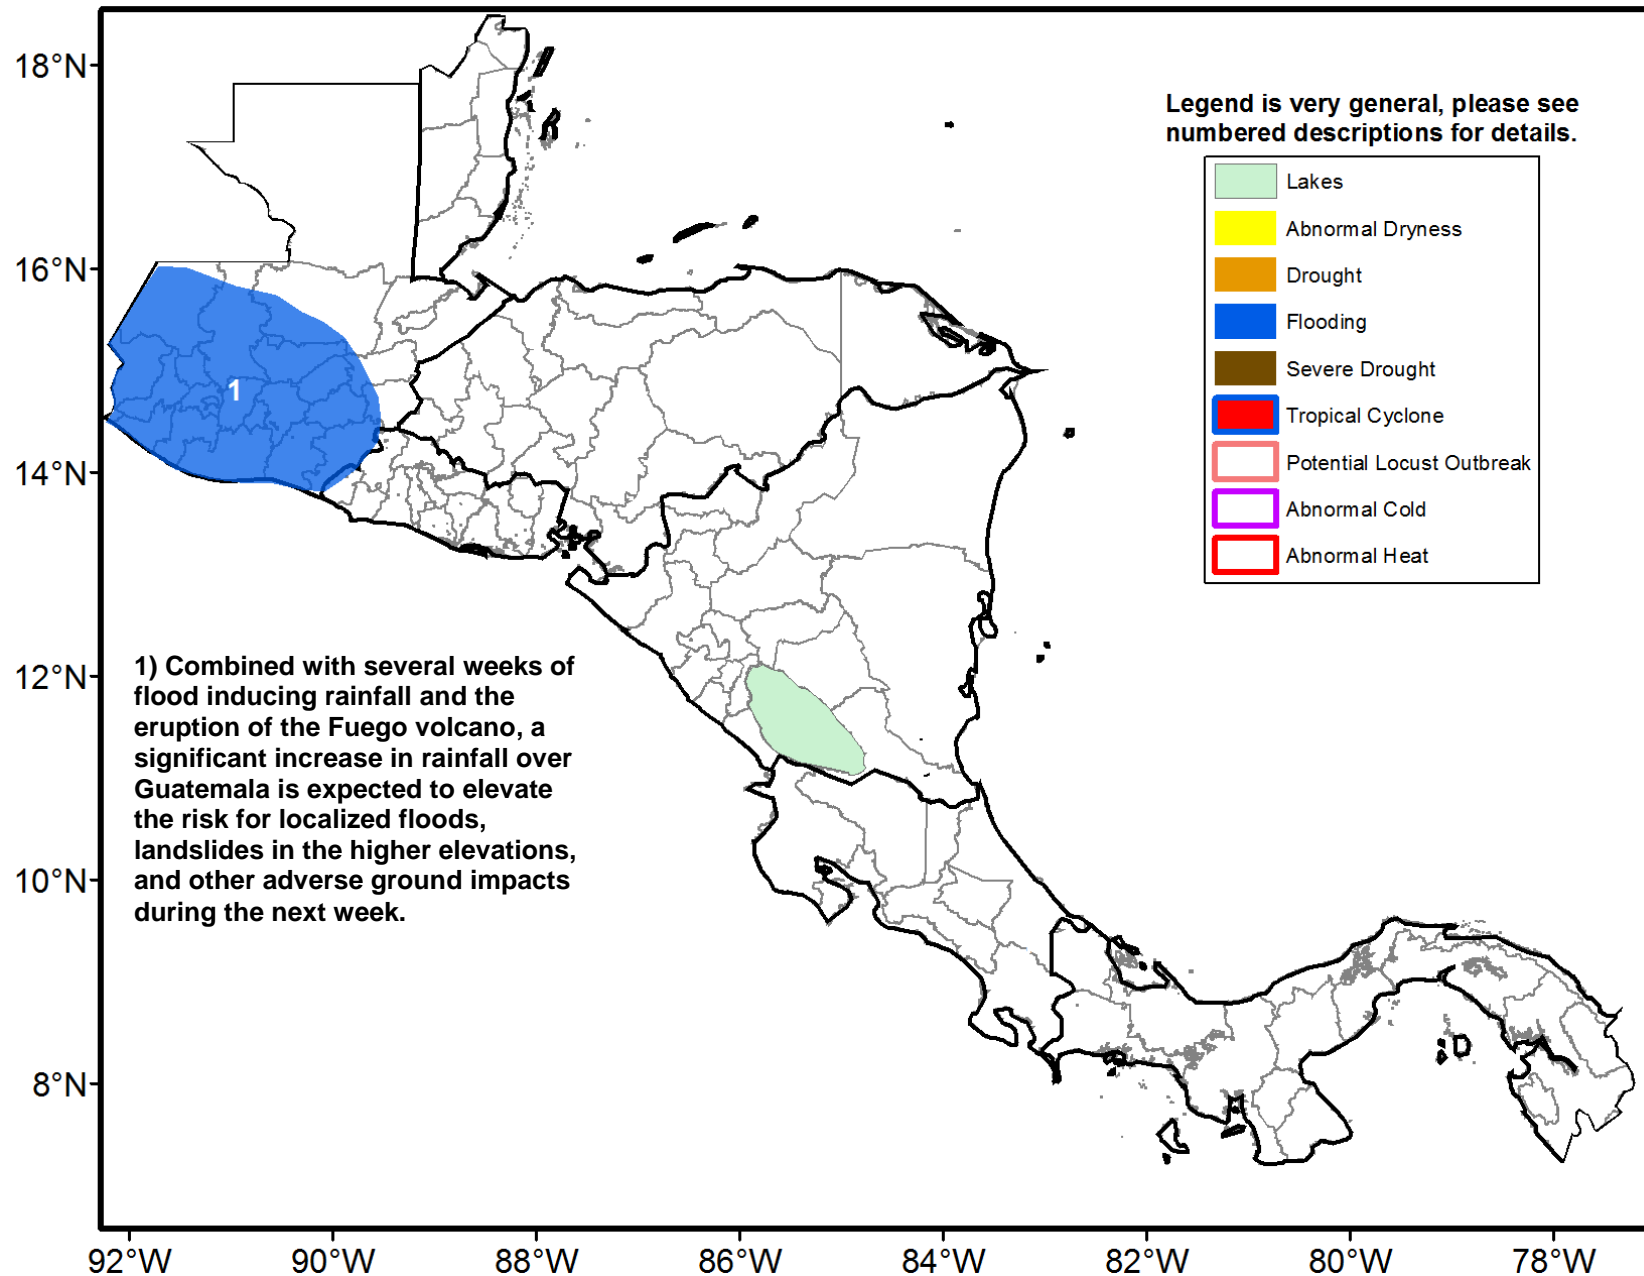 18°N
16°N
14°N
12°N
10°N
8°N
Legend is very general, please see
numbered descriptions for details.
Lakes
Abnormal Dryness
Drought
Flooding
Severe Drought
Tropical Cyclone
Potential Locust Outbreak
Abnormal Cold
Abnormal Heat
1
1) Combined with several weeks of
flood inducing rainfall and the
eruption of the Fuego volcano, a
significant increase in rainfall over
Guatemala is expected to elevate
the risk for localized floods,
landslides in the higher elevations,
and other adverse ground impacts
during the next week.
92°W 90°W 88°W 86°W 84°W 82°W 80°W 78°W